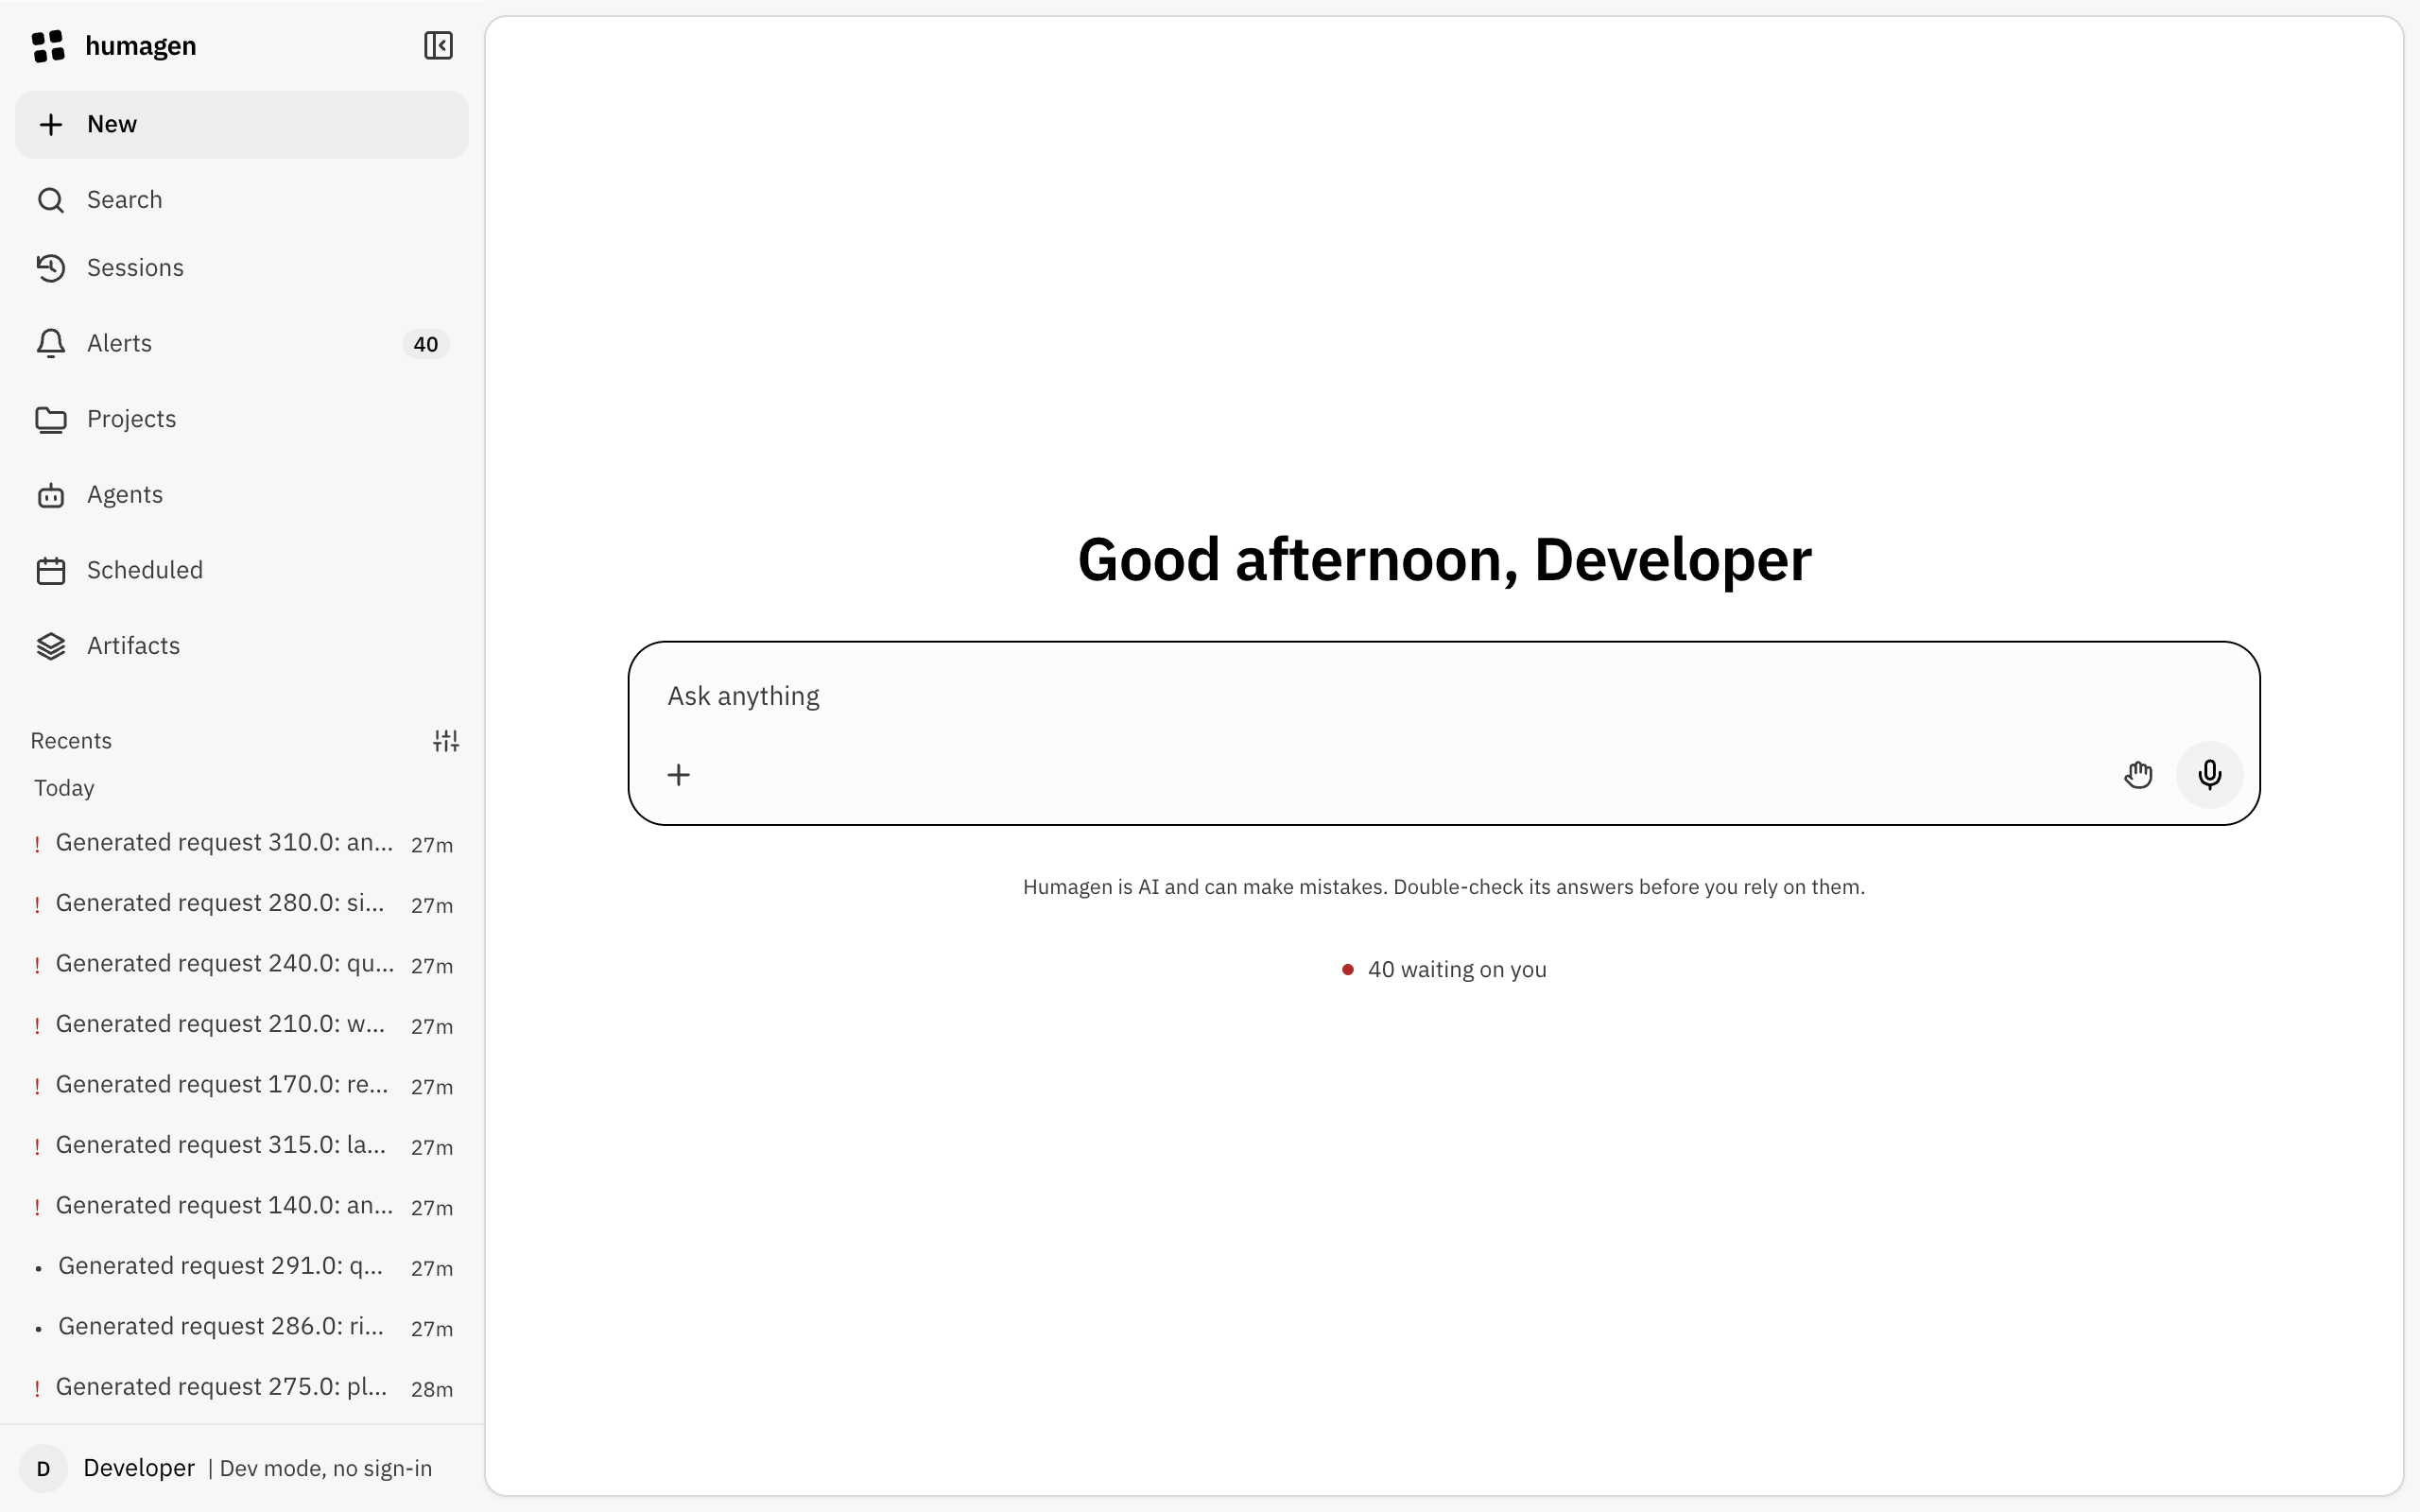 humagen
New
Search
Sessions
Alerts 40
Projects
Agents
Scheduled
Artifacts
Recents
Today
! Generated request 310.0: an... 27m
! Generated request 280.0: si... 27m
! Generated request 240.0: qu... 27m
! Generated request 210.0: w... 27m
! Generated request 170.0: re... 27m
! Generated request 315.0: la... 27m
! Generated request 140.0: an... 27m
• Generated request 291.0: q... 27m
• Generated request 286.0: ri... 27m
! Generated request 275.0: pl... 28m
D Developer | Dev mode, no sign-in
Good afternoon, Developer
Ask anything
Humagen is AI and can make mistakes. Double-check its answers before you rely on them.
40 waiting on you